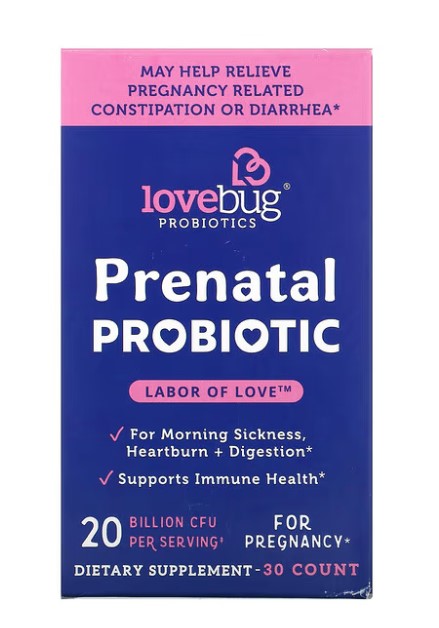 MAY HELP RELIEVE
PREGNANCY RELATED
CONSTIPATION OR DIARRHEA*
lovebug®
PROBIOTICS
Prenatal
PROBIOTIC
LABOR OF LOVE™
✓ For Morning Sickness,
Heartburn + Digestion*
✓ Supports Immune Health*
20 BILLION CFU
PER SERVING‡
FOR
PREGNANCY*
DIETARY SUPPLEMENT-30 COUNT